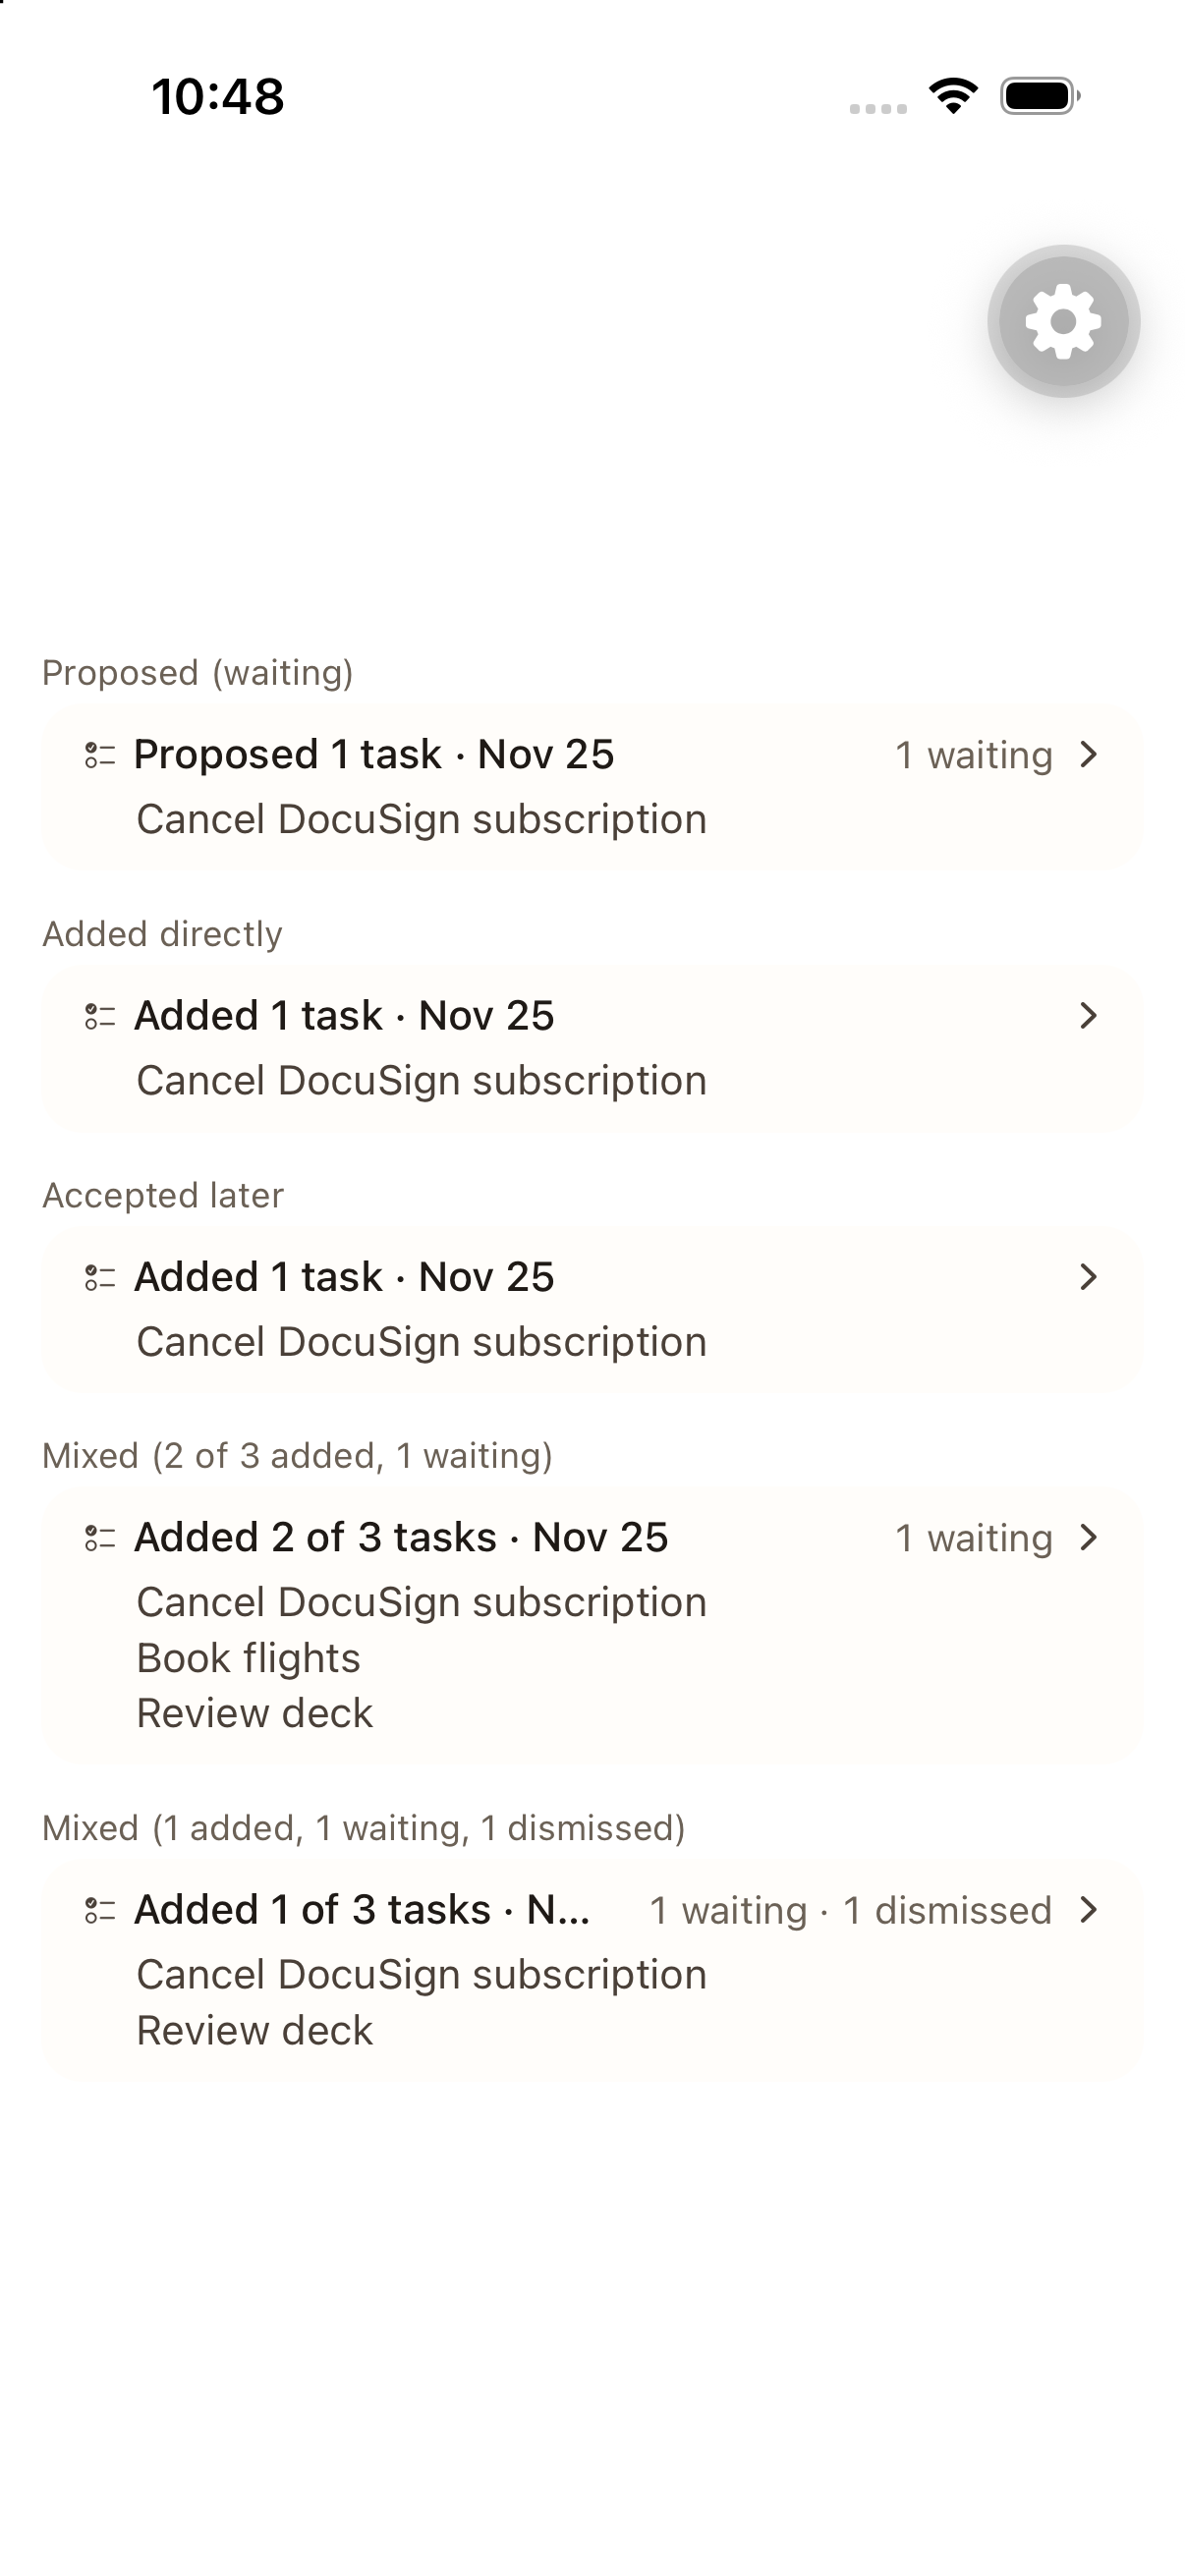 10:48
Proposed (waiting)
Proposed 1 task · Nov 25 1 waiting
Cancel DocuSign subscription
Added directly
Added 1 task · Nov 25
Cancel DocuSign subscription
Accepted later
Added 1 task · Nov 25
Cancel DocuSign subscription
Mixed (2 of 3 added, 1 waiting)
Added 2 of 3 tasks · Nov 25 1 waiting
Cancel DocuSign subscription
Book flights
Review deck
Mixed (1 added, 1 waiting, 1 dismissed)
Added 1 of 3 tasks · N... 1 waiting · 1 dismissed
Cancel DocuSign subscription
Review deck